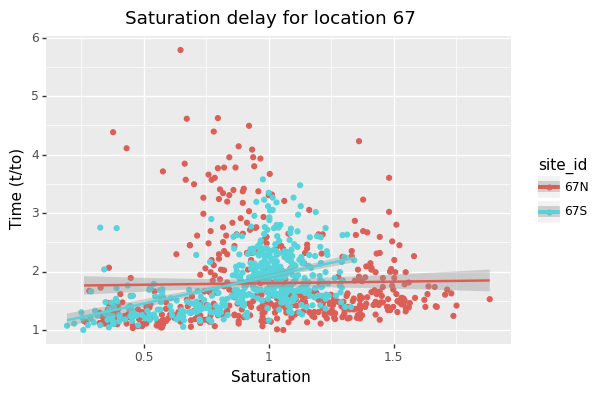 Saturation delay for location 67
6
5
4
3
2
1
Time (t/to)
0.5
1
1.5
Saturation
site_id
67N
67S